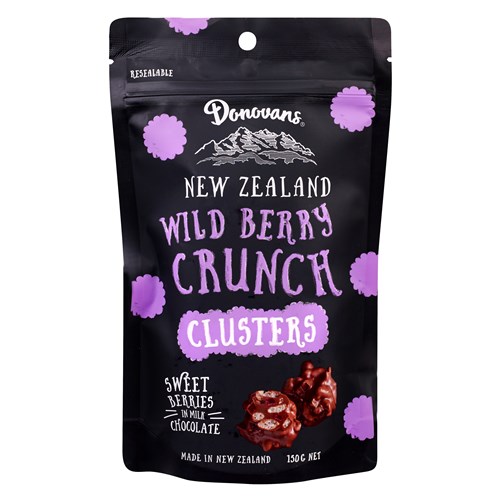 RESEALABLE
Donovans®
NEW ZEALAND
WILD BERRY
CRUNCH
CLUSTERS
SWEET
BERRIES
IN MILK
CHOCOLATE
MADE IN NEW ZEALAND 150G NET